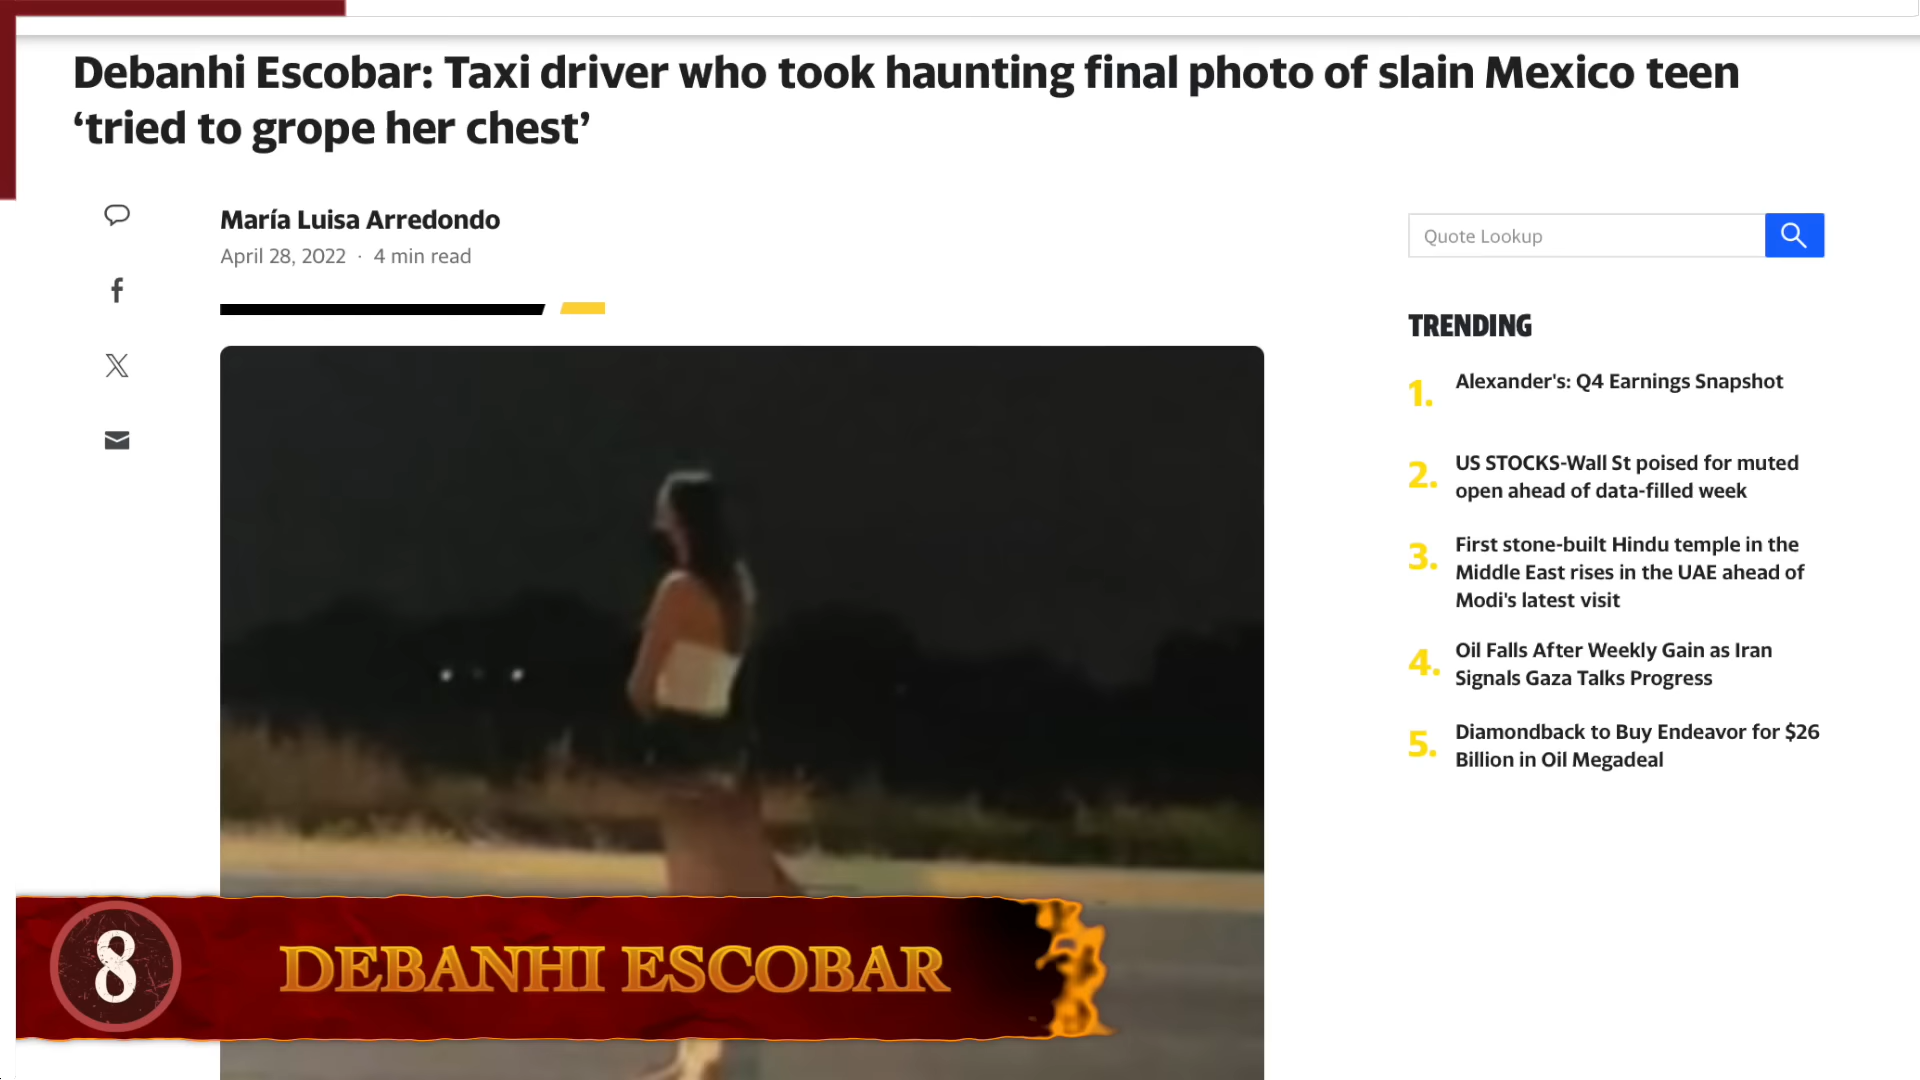 Debanhi Escobar: Taxi driver who took haunting final photo of slain Mexico teen
‘tried to grope her chest’
María Luisa Arredondo
April 28, 2022 · 4 min read
Quote Lookup
TRENDING
1. Alexander's: Q4 Earnings Snapshot
2. US STOCKS-Wall St poised for muted
open ahead of data-filled week
3. First stone-built Hindu temple in the
Middle East rises in the UAE ahead of
Modi's latest visit
4. Oil Falls After Weekly Gain as Iran
Signals Gaza Talks Progress
5. Diamondback to Buy Endeavor for $26
Billion in Oil Megadeal
8 DEBANHI ESCOBAR